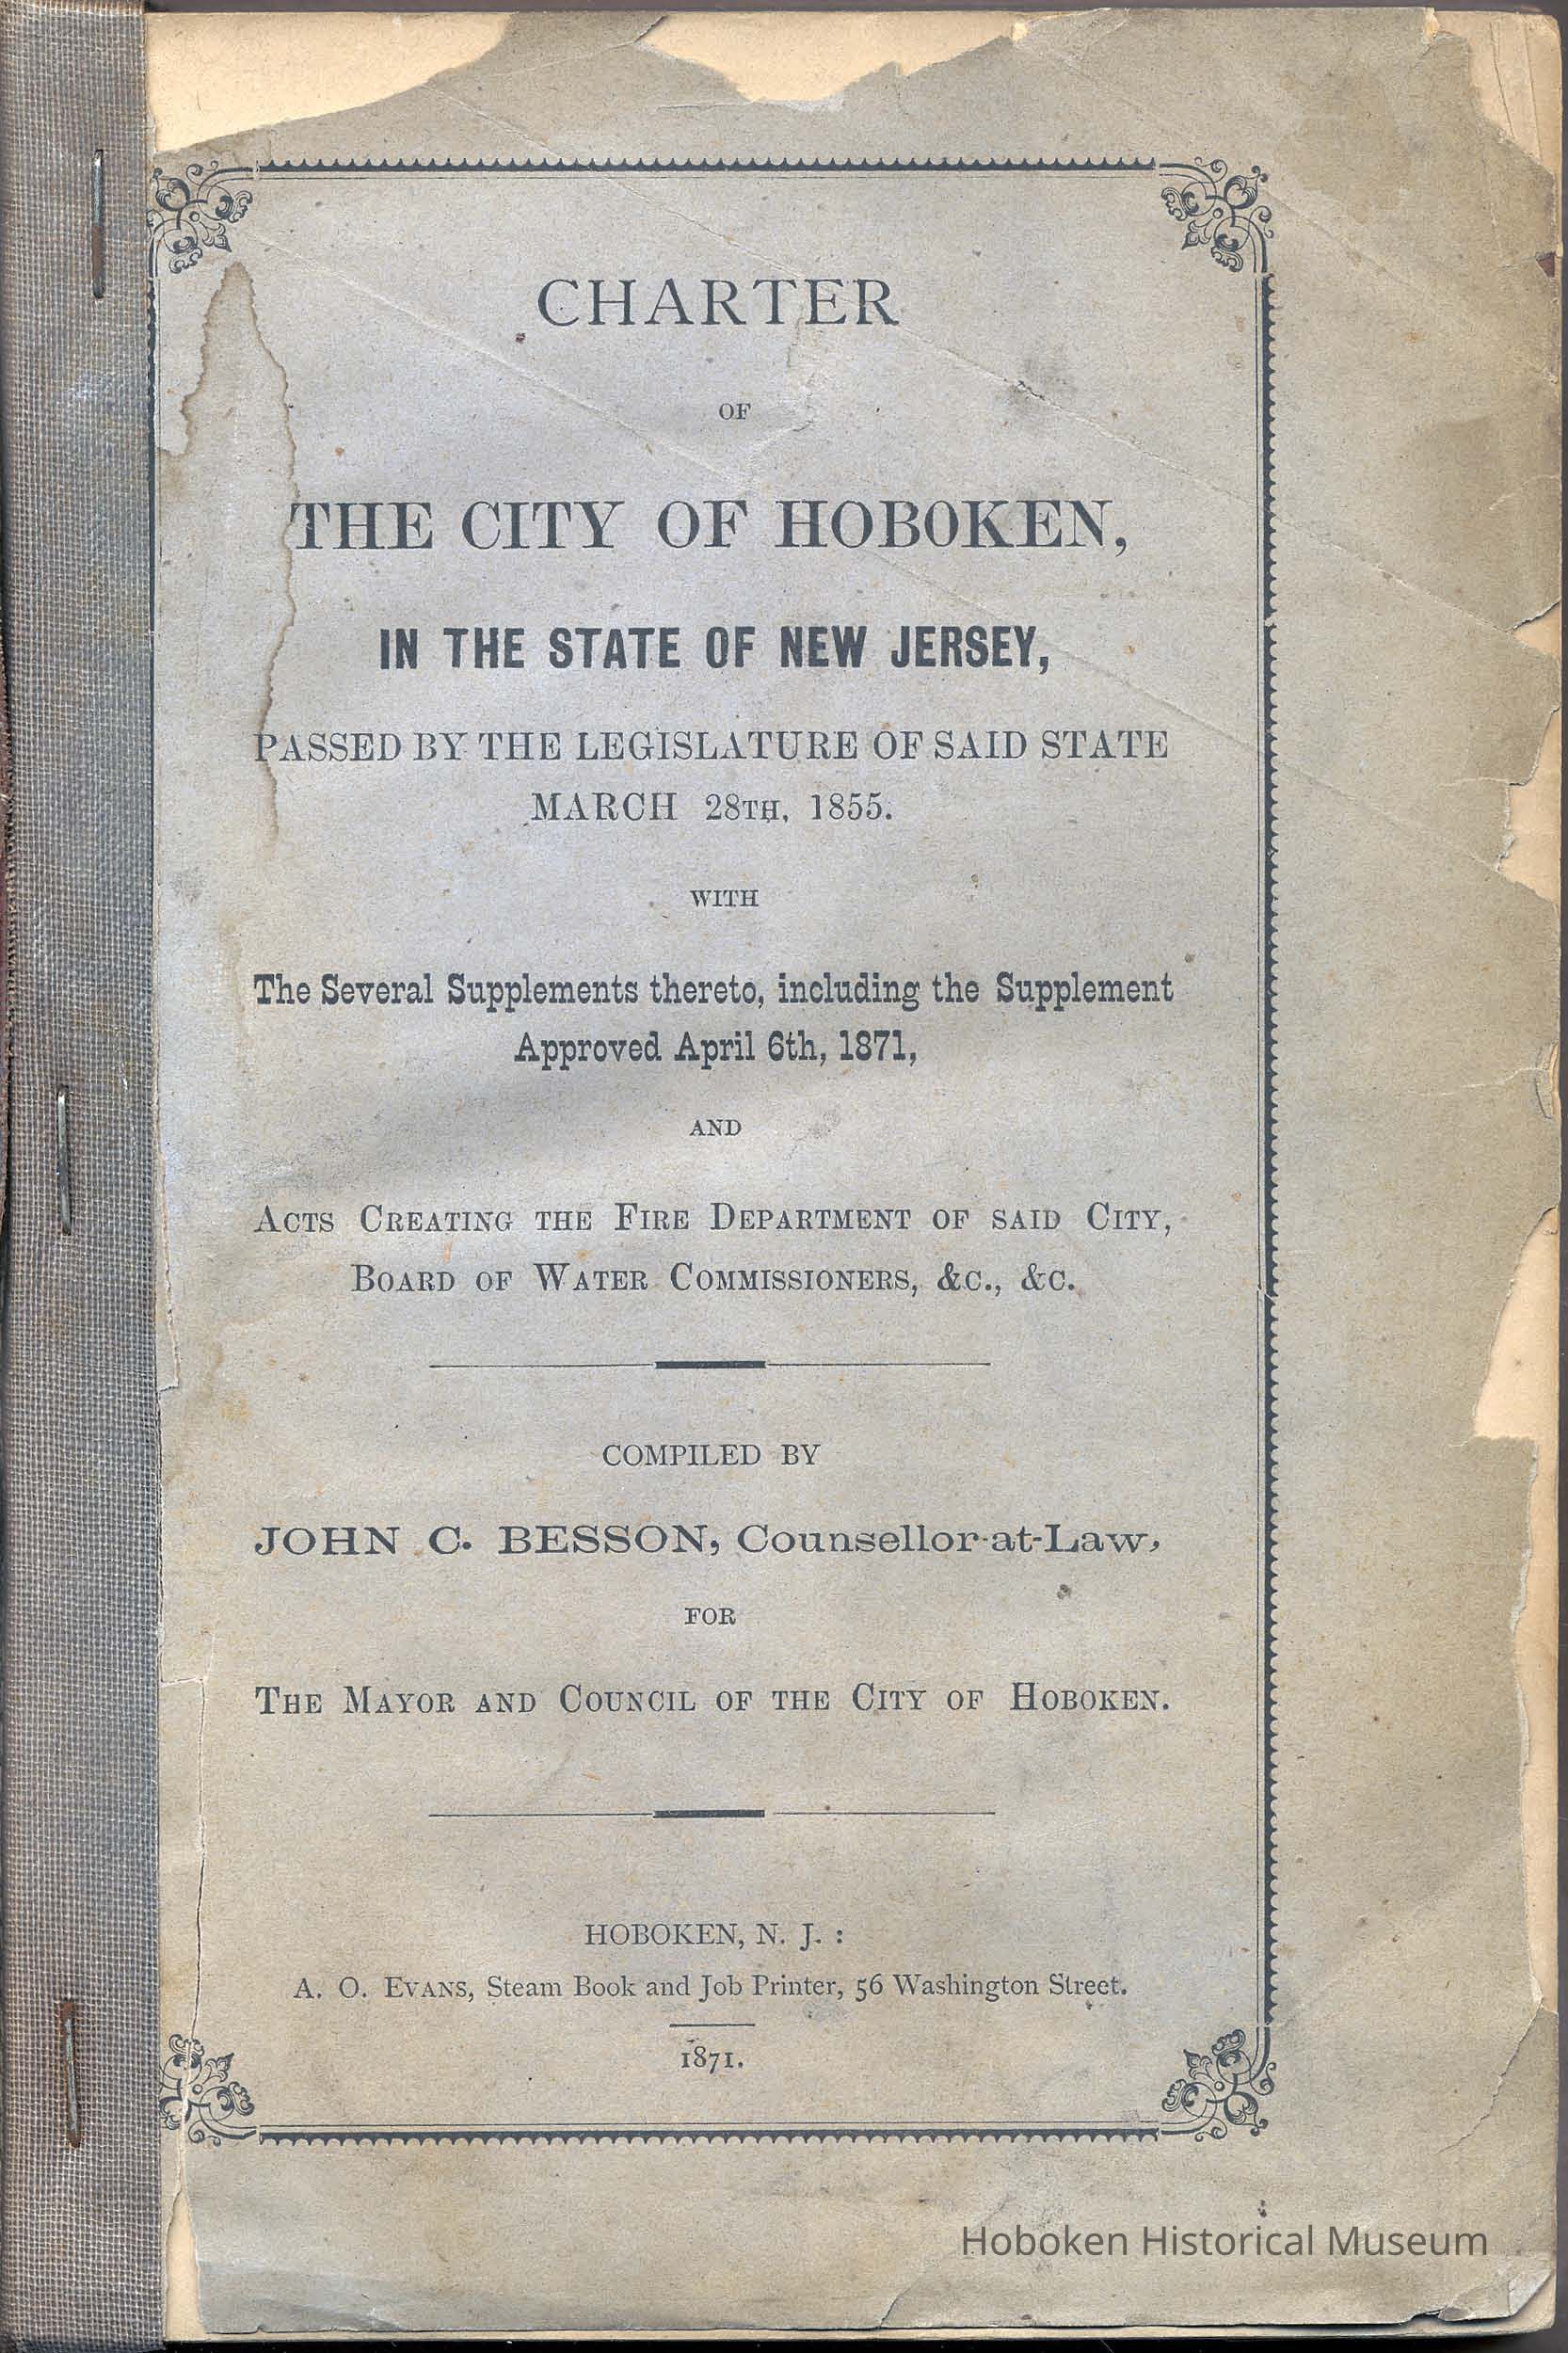 CHARTER
OF
THE CITY OF HOBOKEN,
IN THE STATE OF NEW JERSEY,
PASSED BY THE LEGISLATURE OF SAID STATE
MARCH 28TH, 1855.
WITH
The Several Supplements thereto, including the Supplement
Approved April 6th, 1871,
AND
ACTS CREATING THE FIRE DEPARTMENT OF SAID CITY,
BOARD OF WATER COMMISSIONERS, &C., &C.
COMPILED BY
JOHN C. BESSON, Counsellor-at-Law,
FOR
THE MAYOR AND COUNCIL OF THE CITY OF HOBOKEN.
HOBOKEN, N. J. :
A. O. EVANS, Steam Book and Job Printer, 56 Washington Street.
1871.
Hoboken Historical Museum